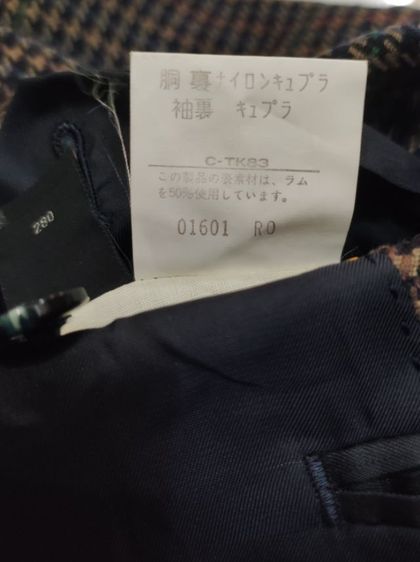 胴裏 ナイロンキュプラ
袖裏 キュプラ
C-TK83
この製品の表素材は、ラム
を50%使用しています。
01601 RO
280